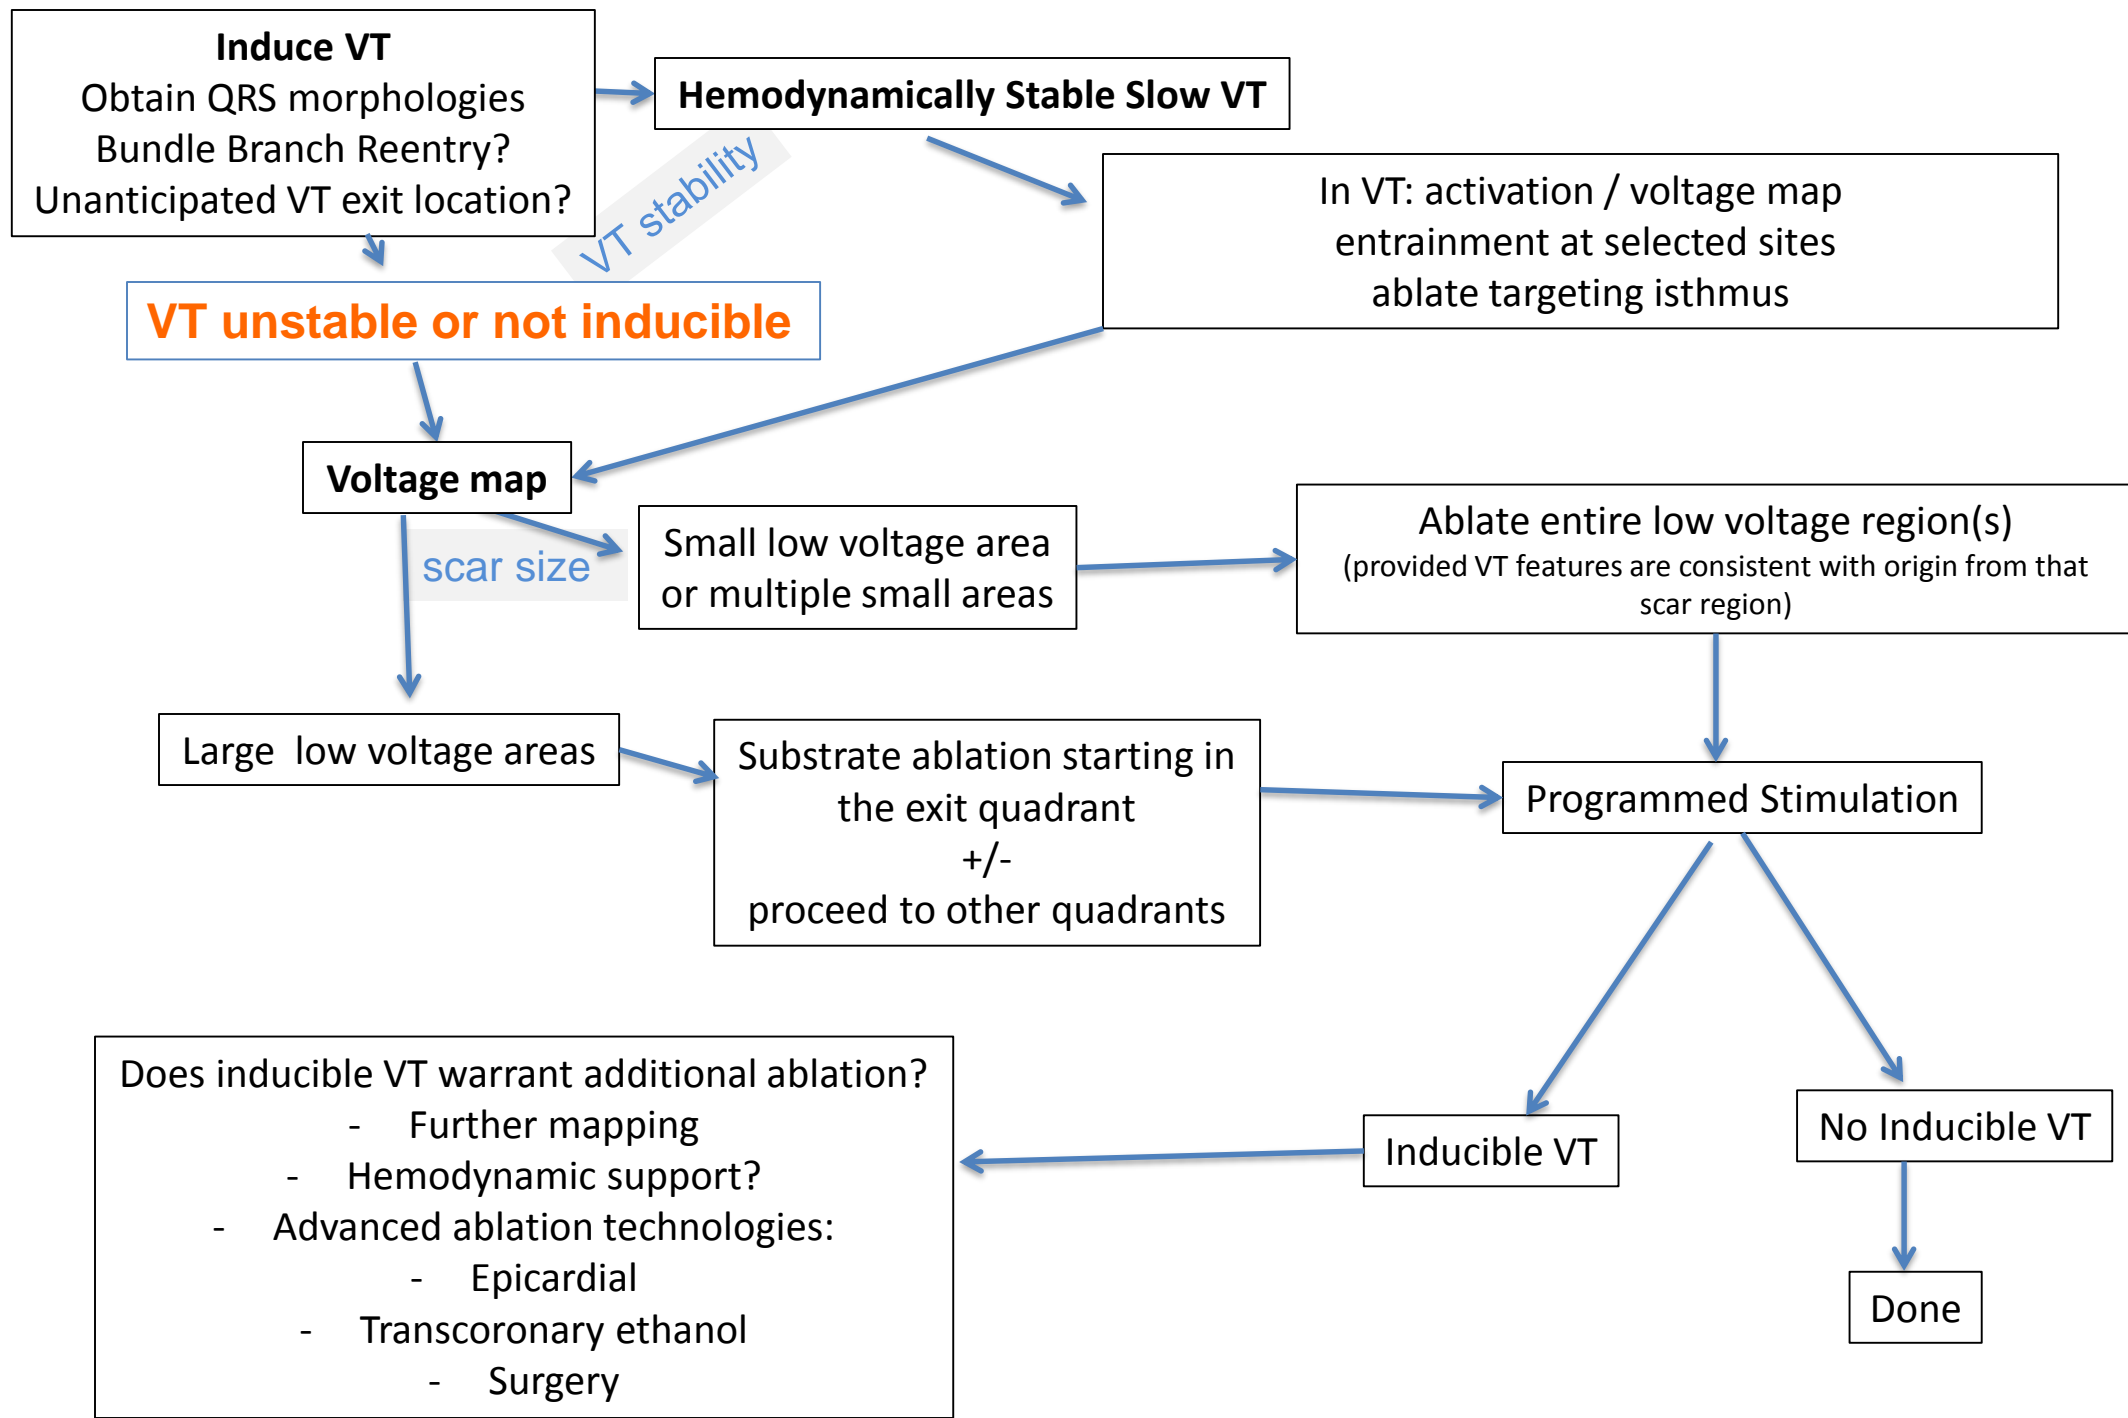 Induce VT
Obtain QRS morphologies
Bundle Branch Reentry?
Unanticipated VT exit location?
Hemodynamically Stable Slow VT
VT stability
In VT: activation / voltage map
entrainment at selected sites
ablate targeting isthmus
VT unstable or not inducible
Voltage map
scar size
Small low voltage area
or multiple small areas
Ablate entire low voltage region(s)
(provided VT features are consistent with origin from that
scar region)
Large  low voltage areas
Substrate ablation starting in
the exit quadrant
+/-
proceed to other quadrants
Programmed Stimulation
Does inducible VT warrant additional ablation?
- Further mapping
- Hemodynamic support?
- Advanced ablation technologies:
- Epicardial
- Transcoronary ethanol
- Surgery
Inducible VT
No Inducible VT
Done